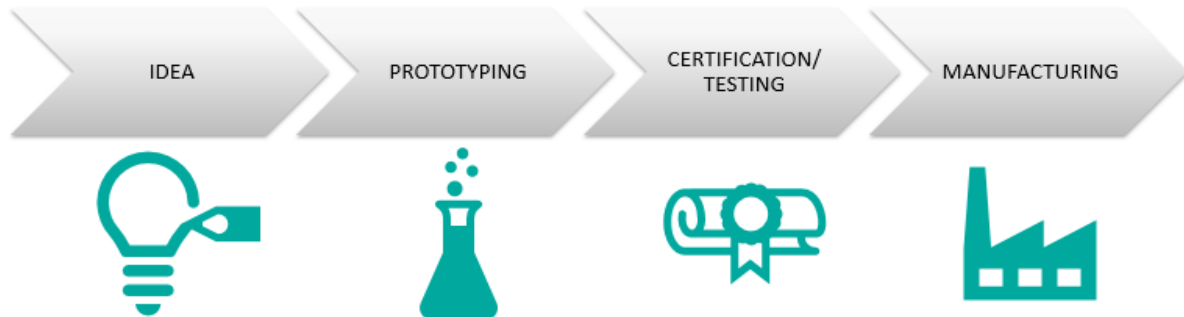 IDEA
PROTOTYPING
CERTIFICATION/
TESTING
MANUFACTURING